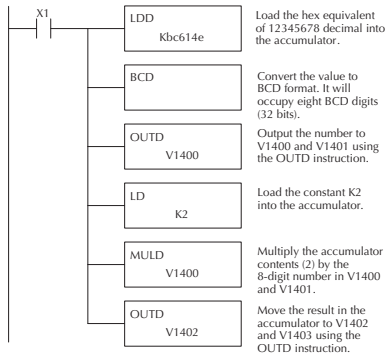 X1
LDD
Kbc614e
Load the hex equivalent
of 12345678 decimal into
the accumulator.
BCD
Convert the value to
BCD format. It will
occupy eight BCD digits
(32 bits).
OUTD
V1400
Output the number to
V1400 and V1401 using
the OUTD instruction.
LD
K2
Load the constant K2
into the accumulator.
MULD
V1400
Multiply the accumulator
contents (2) by the
8-digit number in V1400
and V1401.
OUTD
V1402
Move the result in the
accumulator to V1402
and V1403 using the
OUTD instruction.